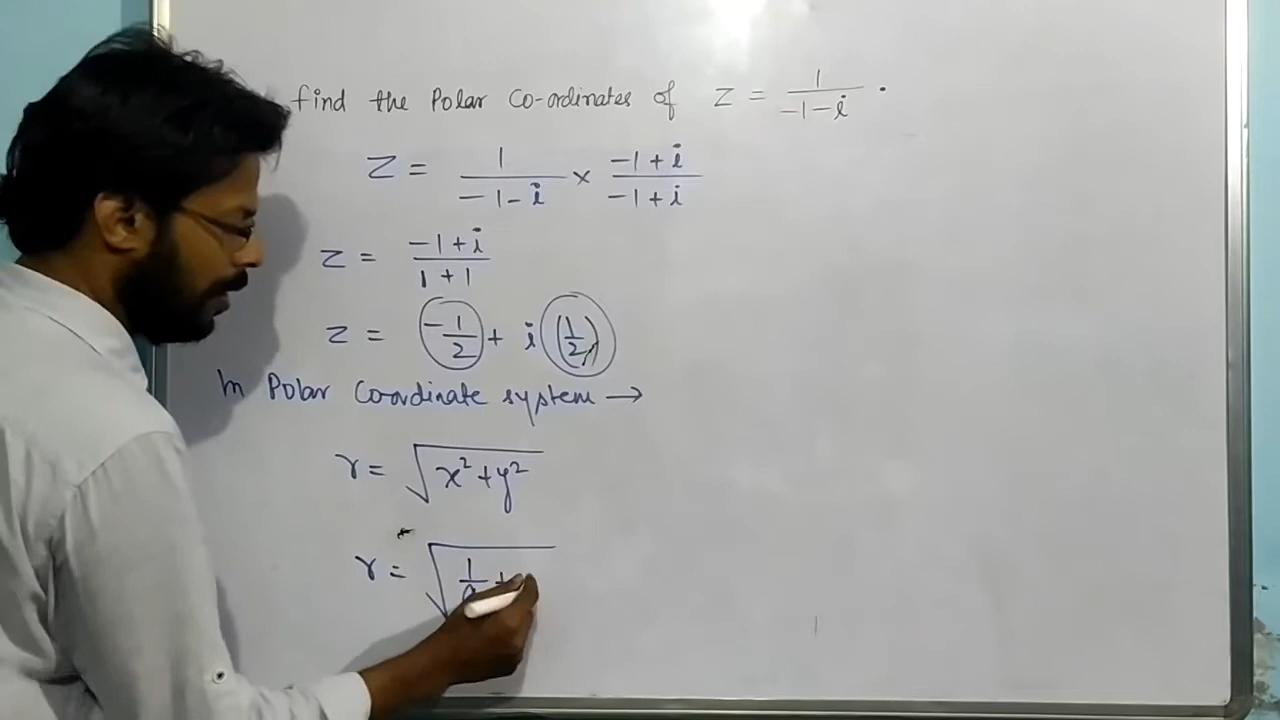 find the Polar Co-ordinates of z = 1/(-1-i) .
z = 1/(-1-i) × (-1+i)/(-1+i)
z = (-1+i)/(1+1)
z = -1/2 + i (1/2)
In Polar Coordinate system →
r = √(x²+y²)
r = √(1/ +